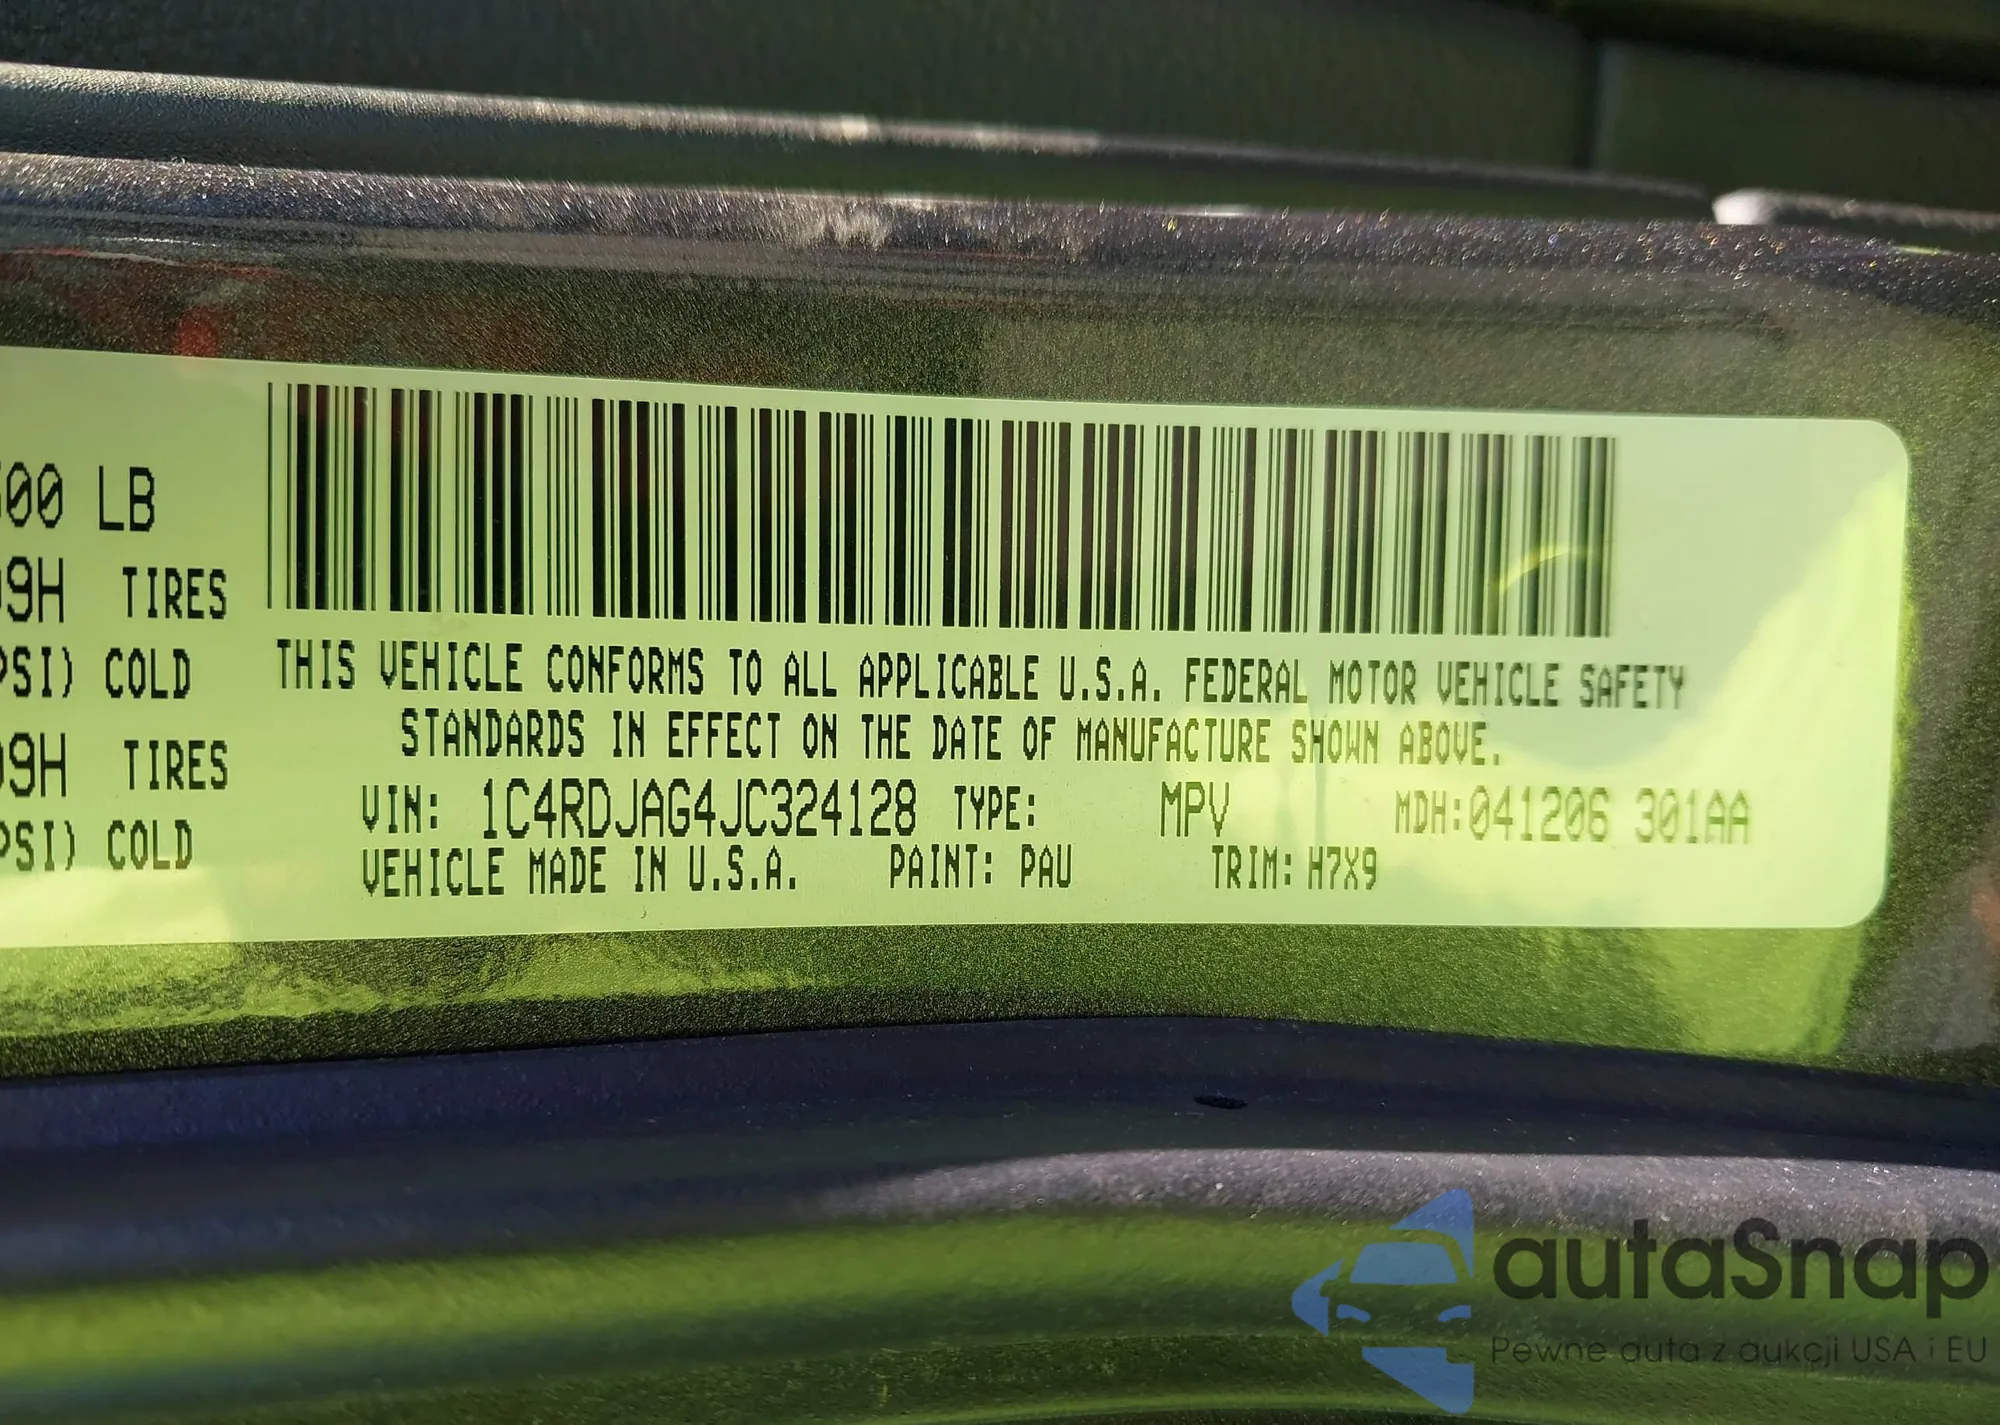 00 LB
9H TIRES
PSI) COLD
9H TIRES
PSI) COLD
THIS VEHICLE CONFORMS TO ALL APPLICABLE U.S.A. FEDERAL MOTOR VEHICLE SAFETY
STANDARDS IN EFFECT ON THE DATE OF MANUFACTURE SHOWN ABOVE.
VIN: 1C4RDJAG4JC324128 TYPE: MPV MDH:041206 301AA
VEHICLE MADE IN U.S.A. PAINT: PAU TRIM: H7X9
autaSnap
Pewne auta z aukcji USA i EU